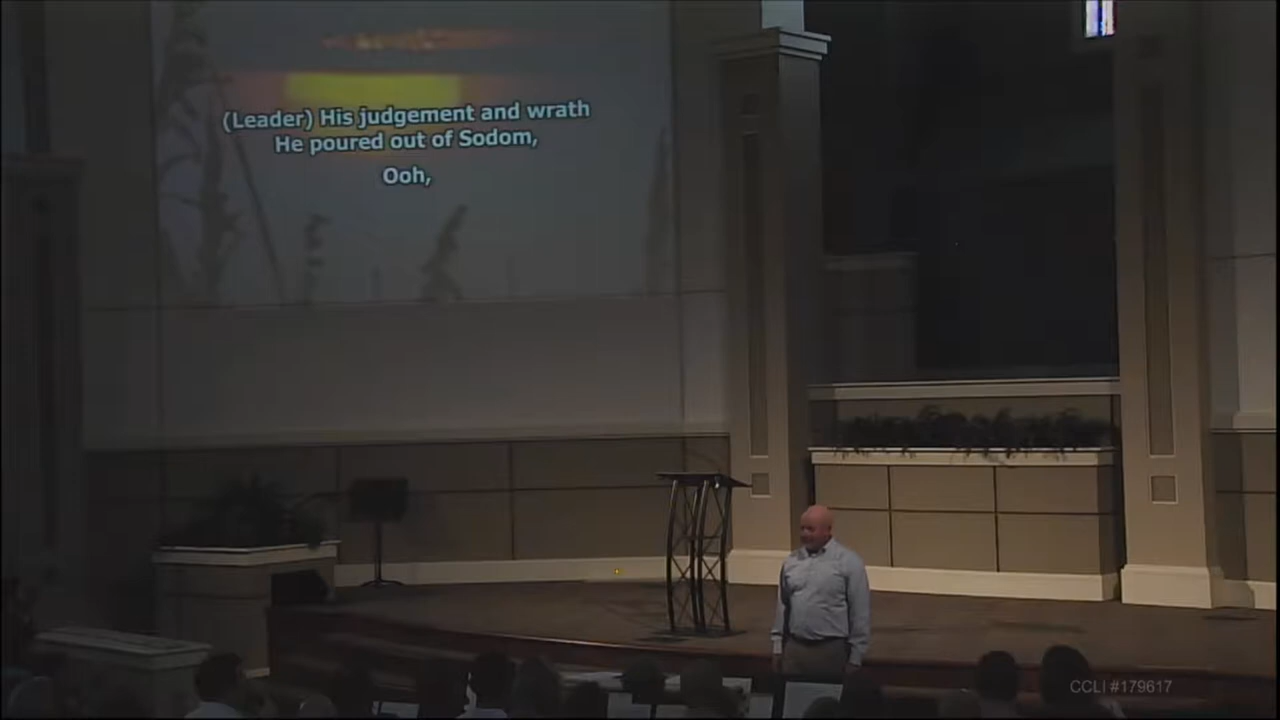 (Leader) His judgement and wrath
He poured out of Sodom,
Ooh,
CCLI #179617